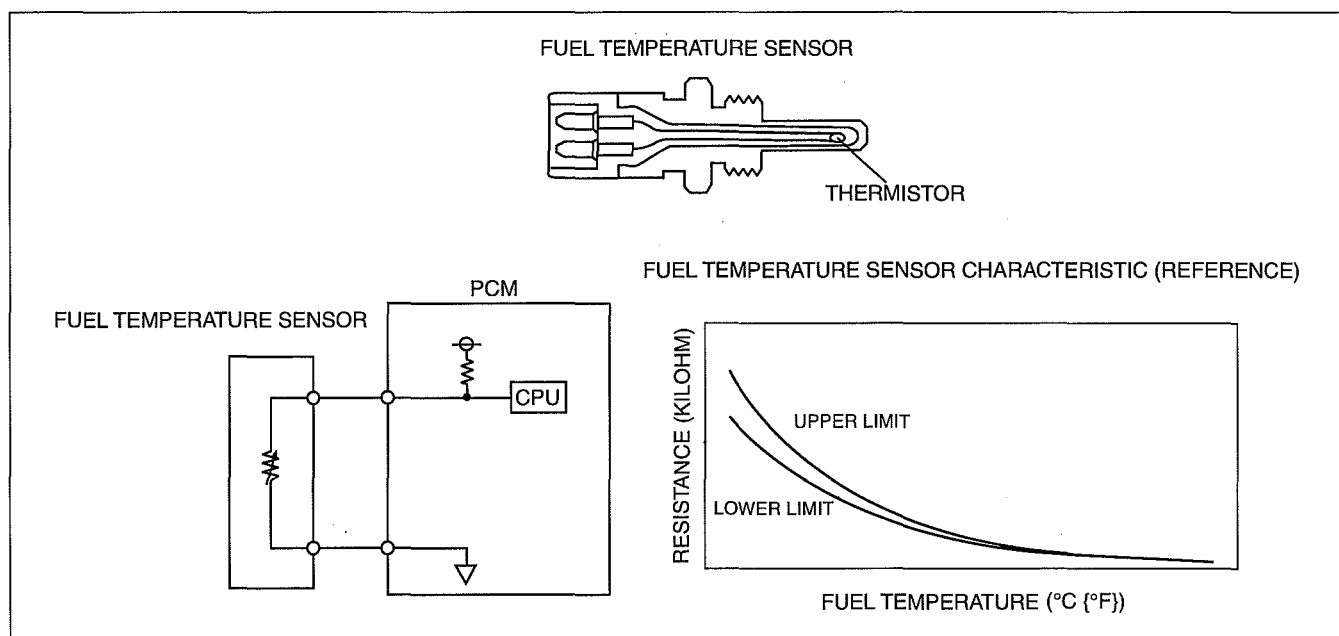 FUEL TEMPERATURE SENSOR
THERMISTOR
FUEL TEMPERATURE SENSOR
PCM
CPU
FUEL TEMPERATURE SENSOR CHARACTERISTIC (REFERENCE)
RESISTANCE (KILOHM)
UPPER LIMIT
LOWER LIMIT
FUEL TEMPERATURE (°C {°F})